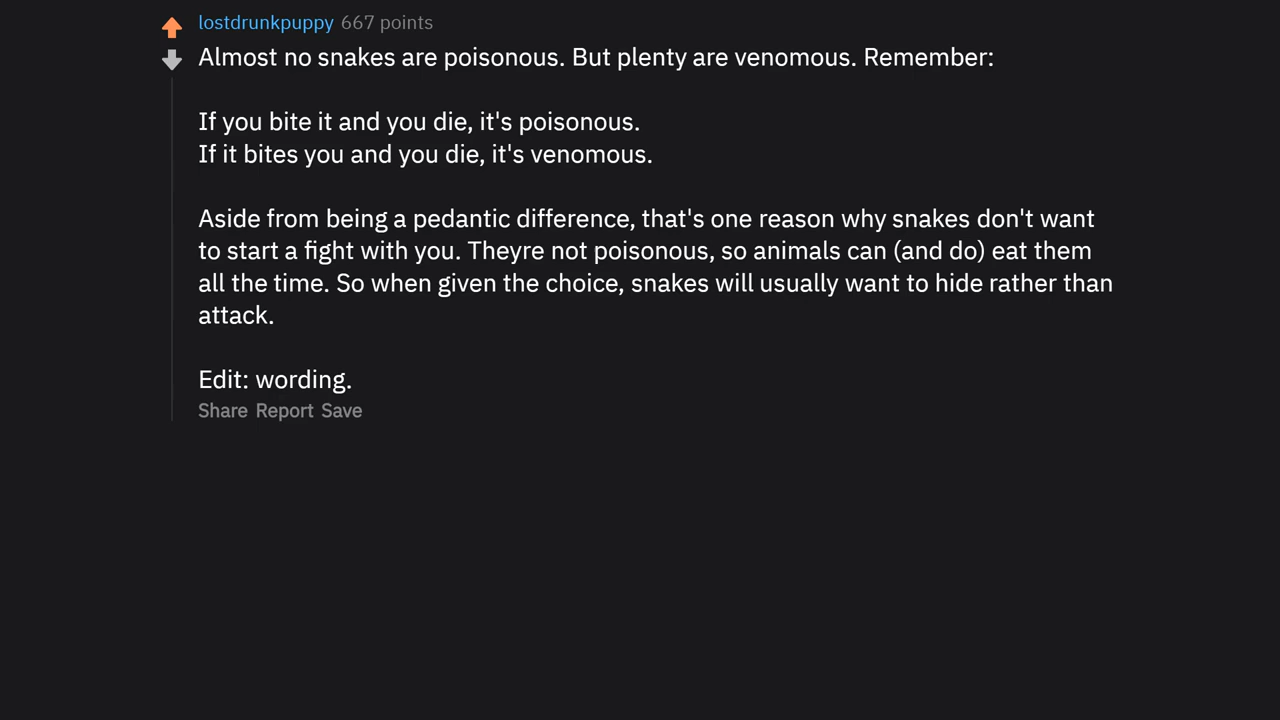 lostdrunkpuppy 667 points
Almost no snakes are poisonous. But plenty are venomous. Remember:
If you bite it and you die, it's poisonous.
If it bites you and you die, it's venomous.
Aside from being a pedantic difference, that's one reason why snakes don't want
to start a fight with you. Theyre not poisonous, so animals can (and do) eat them
all the time. So when given the choice, snakes will usually want to hide rather than
attack.
Edit: wording.
Share Report Save